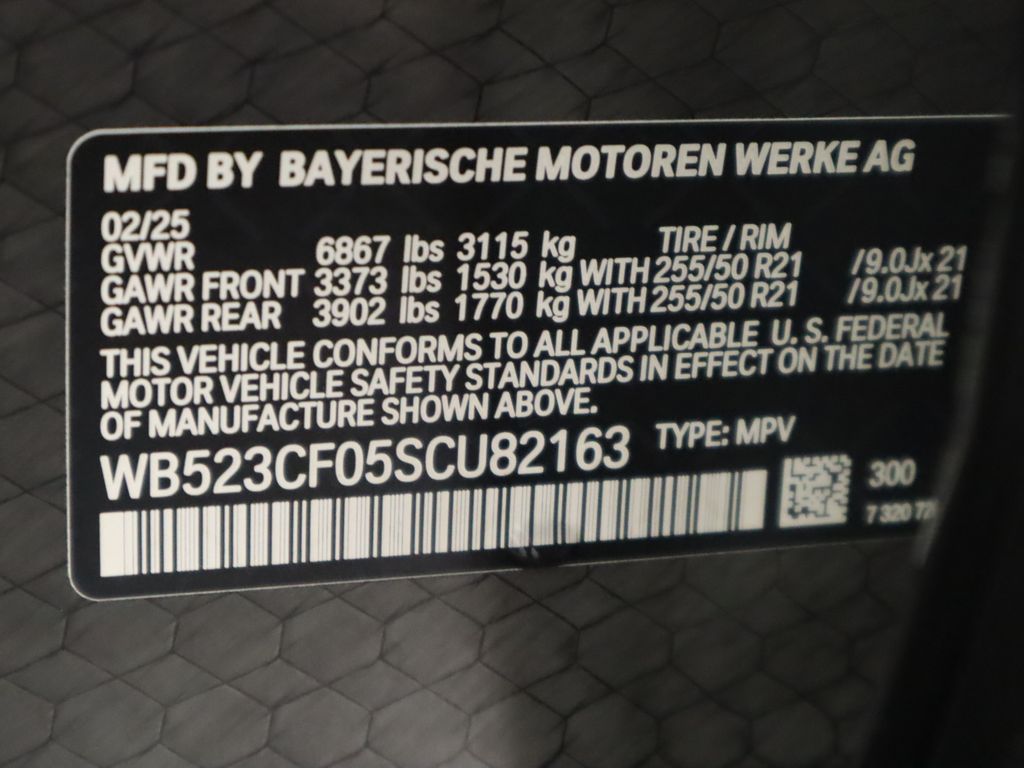 MFD BY BAYERISCHE MOTOREN WERKE AG
02/25
GVWR 6867 lbs 3115 kg TIRE / RIM
GAWR FRONT 3373 lbs 1530 kg WITH 255/50 R21 /9.0Jx 21
GAWR REAR 3902 lbs 1770 kg WITH 255/50 R21 /9.0Jx 21
THIS VEHICLE CONFORMS TO ALL APPLICABLE U. S. FEDERAL
MOTOR VEHICLE SAFETY STANDARDS IN EFFECT ON THE DATE
OF MANUFACTURE SHOWN ABOVE.
WB523CF05SCU82163 TYPE: MPV
300
7 320